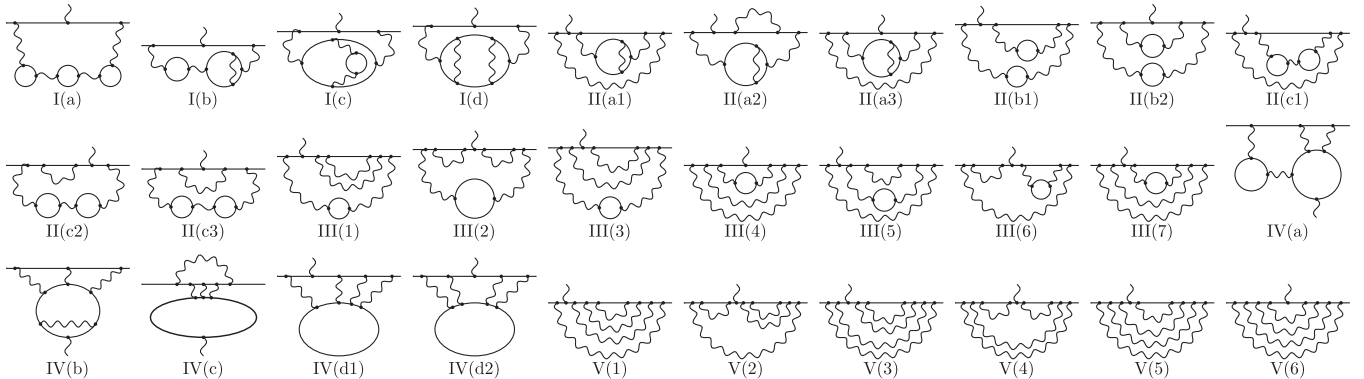 I(a) I(b) I(c) I(d) II(a1) II(a2) II(a3) II(b1) II(b2) II(c1)
II(c2) II(c3) III(1) III(2) III(3) III(4) III(5) III(6) III(7) IV(a)
IV(b) IV(c) IV(d1) IV(d2) V(1) V(2) V(3) V(4) V(5) V(6)